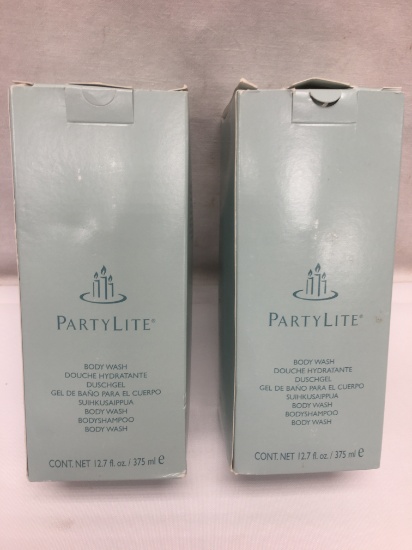 PARTYLITE®
BODY WASH
DOUCHE HYDRATANTE
DUSCHGEL
GEL DE BAÑO PARA EL CUERPO
SUIHKUSAIPPUA
BODY WASH
BODYSHAMPOO
BODY WASH
CONT. NET 12.7 fl. oz. / 375 ml e
PARTYLITE®
BODY WASH
DOUCHE HYDRATANTE
DUSCHGEL
GEL DE BAÑO PARA EL CUERPO
SUIHKUSAIPPUA
BODY WASH
BODYSHAMPOO
BODY WASH
CONT. NET 12.7 fl. oz. / 375 ml e